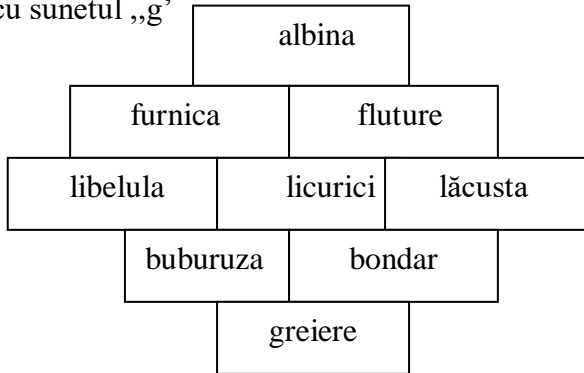 cu sunetul ,,g’
albina
furnica fluture
libelula licurici lăcusta
buburuza bondar
greiere